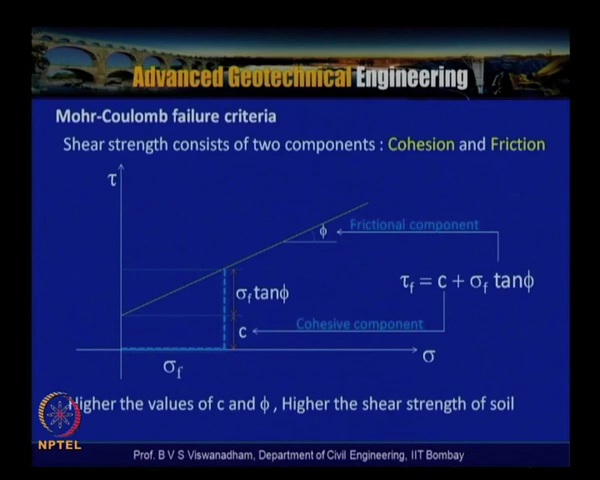 Advanced Geotechnical Engineering
Mohr-Coulomb failure criteria
Shear strength consists of two components : Cohesion and Friction
τ
ϕ
Frictional component
σf tanϕ
τf = c + σf tanϕ
c
Cohesive component
σ
σf
Higher the values of c and ϕ , Higher the shear strength of soil
NPTEL
Prof. B V S Viswanadham, Department of Civil Engineering, IIT Bombay